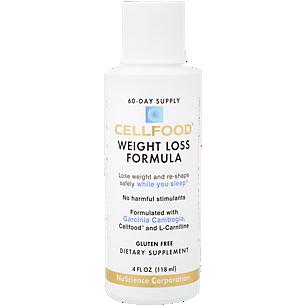 60-DAY SUPPLY
CELLFOOD®
WEIGHT LOSS
FORMULA
Lose weight and re-shape
safely while you sleep*
No harmful stimulants
Formulated with
Garcinia Cambogia,
Cellfood® and L-Carnitine
GLUTEN FREE
DIETARY SUPPLEMENT
4 FL OZ (118 ml)
NuScience Corporation